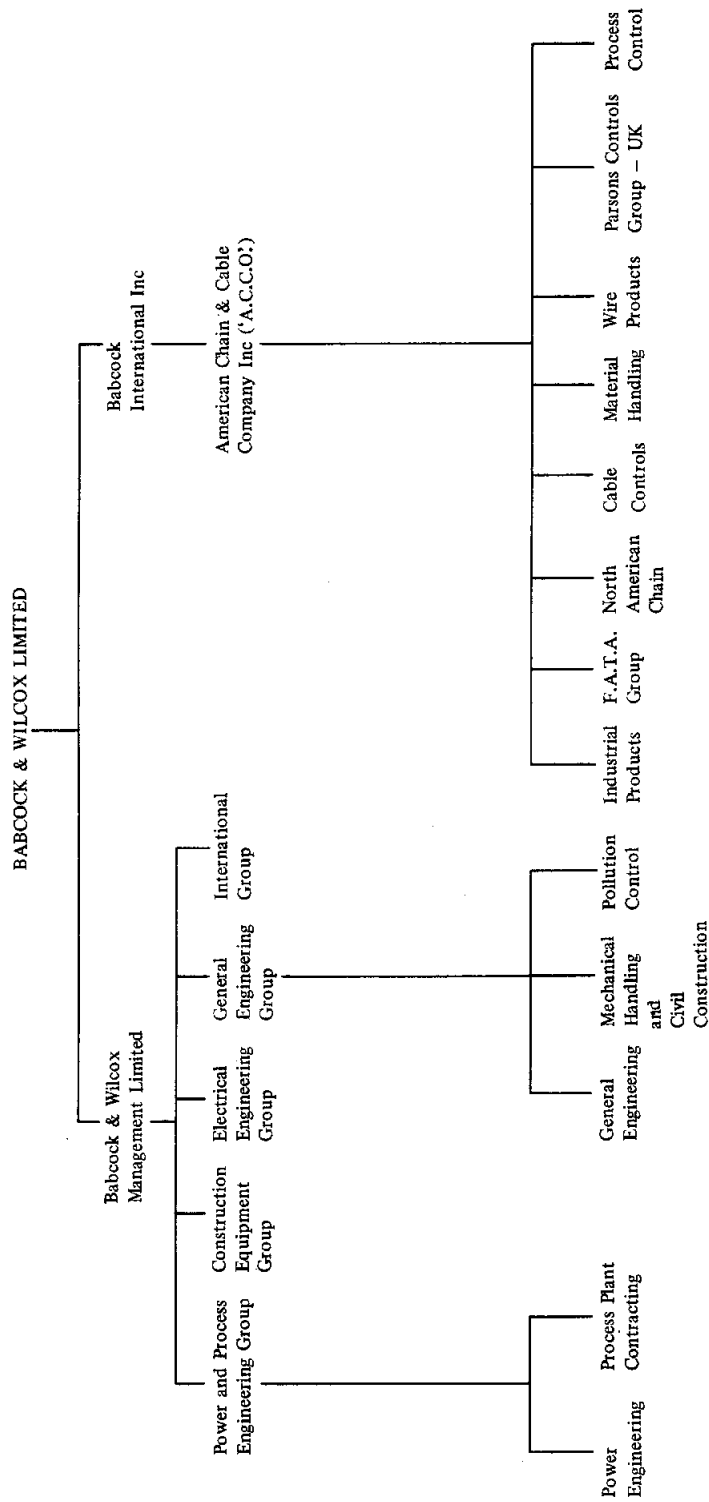 BABCOCK & WILCOX LIMITED
Babcock & Wilcox
Management Limited
Babcock
International Inc
Power and Process
Engineering Group
Construction
Equipment
Group
Electrical
Engineering
Group
General
Engineering
Group
International
Group
American Chain & Cable
Company Inc ('A.C.C.O.')
Power
Engineering
Process Plant
Contracting
General
Engineering
Mechanical
Handling
and
Civil
Construction
Pollution
Control
Industrial
Products
F.A.T.A.
Group
North
American
Chain
Cable
Controls
Material
Handling
Wire
Products
Parsons Controls
Group – UK
Process
Control